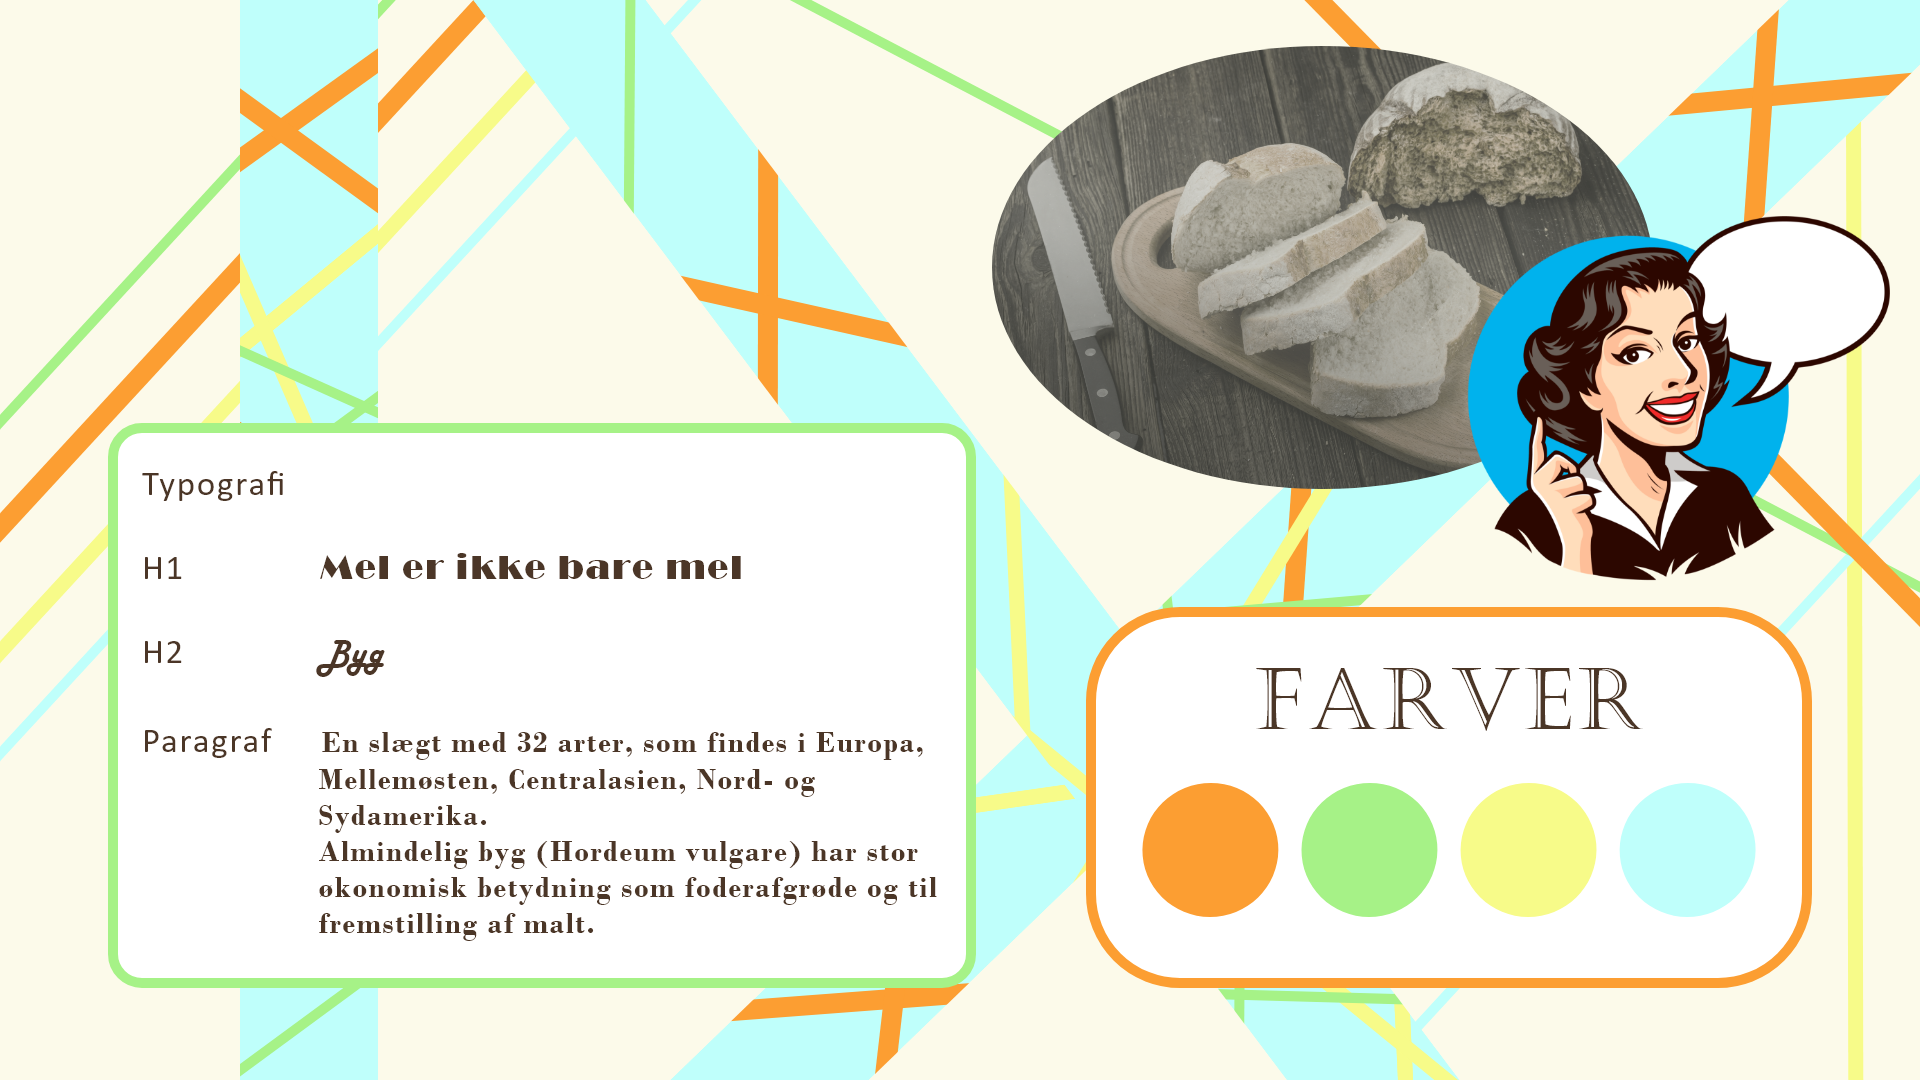 Typografi
H1 Mel er ikke bare mel
H2 Byg
Paragraf En slægt med 32 arter, som findes i Europa,
Mellemøsten, Centralasien, Nord- og
Sydamerika.
Almindelig byg (Hordeum vulgare) har stor
økonomisk betydning som foderafgrøde og til
fremstilling af malt.
FARVER